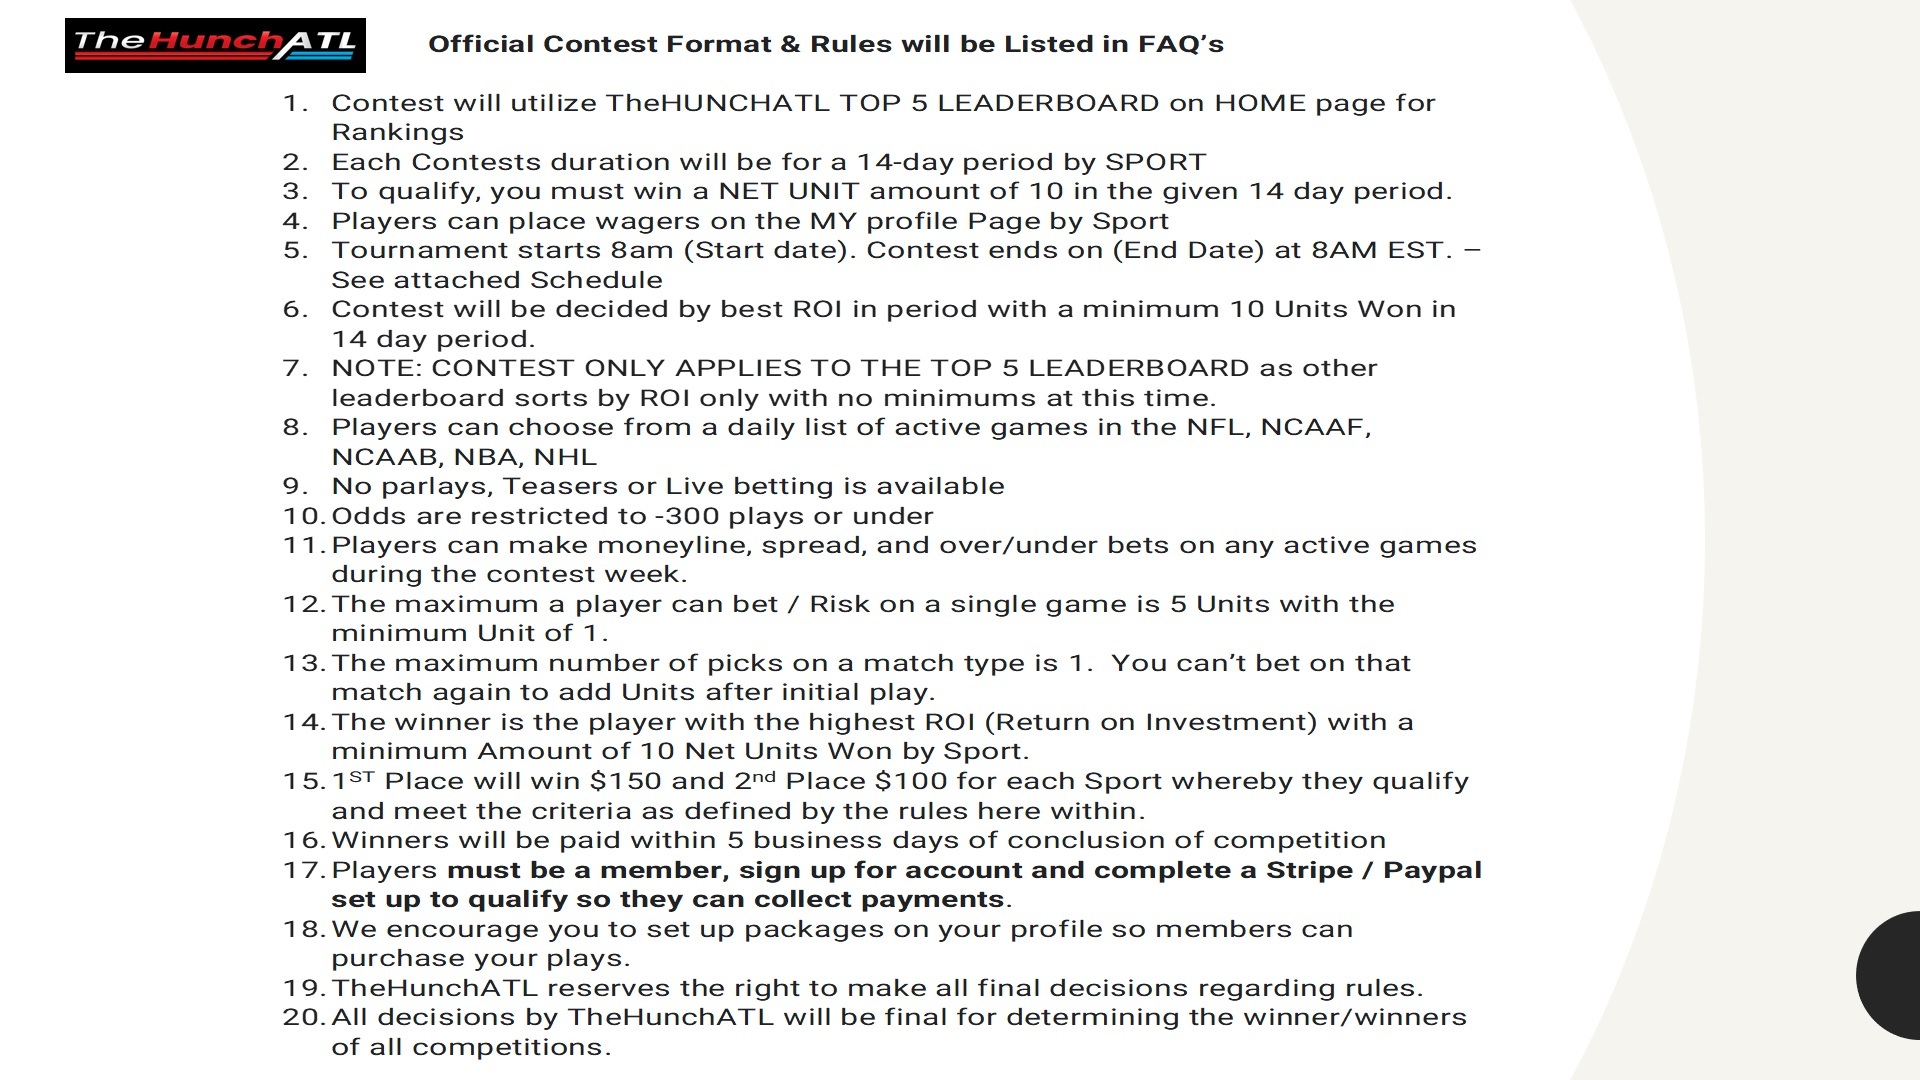 TheHunchATL
Official Contest Format & Rules will be Listed in FAQ’s
1. Contest will utilize TheHUNCHATL TOP 5 LEADERBOARD on HOME page for
Rankings
2. Each Contests duration will be for a 14-day period by SPORT
3. To qualify, you must win a NET UNIT amount of 10 in the given 14 day period.
4. Players can place wagers on the MY profile Page by Sport
5. Tournament starts 8am (Start date). Contest ends on (End Date) at 8AM EST. –
See attached Schedule
6. Contest will be decided by best ROI in period with a minimum 10 Units Won in
14 day period.
7. NOTE: CONTEST ONLY APPLIES TO THE TOP 5 LEADERBOARD as other
leaderboard sorts by ROI only with no minimums at this time.
8. Players can choose from a daily list of active games in the NFL, NCAAF,
NCAAB, NBA, NHL
9. No parlays, Teasers or Live betting is available
10. Odds are restricted to -300 plays or under
11. Players can make moneyline, spread, and over/under bets on any active games
during the contest week.
12. The maximum a player can bet / Risk on a single game is 5 Units with the
minimum Unit of 1.
13. The maximum number of picks on a match type is 1.  You can’t bet on that
match again to add Units after initial play.
14. The winner is the player with the highest ROI (Return on Investment) with a
minimum Amount of 10 Net Units Won by Sport.
15. 1ST Place will win $150 and 2nd Place $100 for each Sport whereby they qualify
and meet the criteria as defined by the rules here within.
16. Winners will be paid within 5 business days of conclusion of competition
17. Players must be a member, sign up for account and complete a Stripe / Paypal
set up to qualify so they can collect payments.
18. We encourage you to set up packages on your profile so members can
purchase your plays.
19. TheHunchATL reserves the right to make all final decisions regarding rules.
20. All decisions by TheHunchATL will be final for determining the winner/winners
of all competitions.